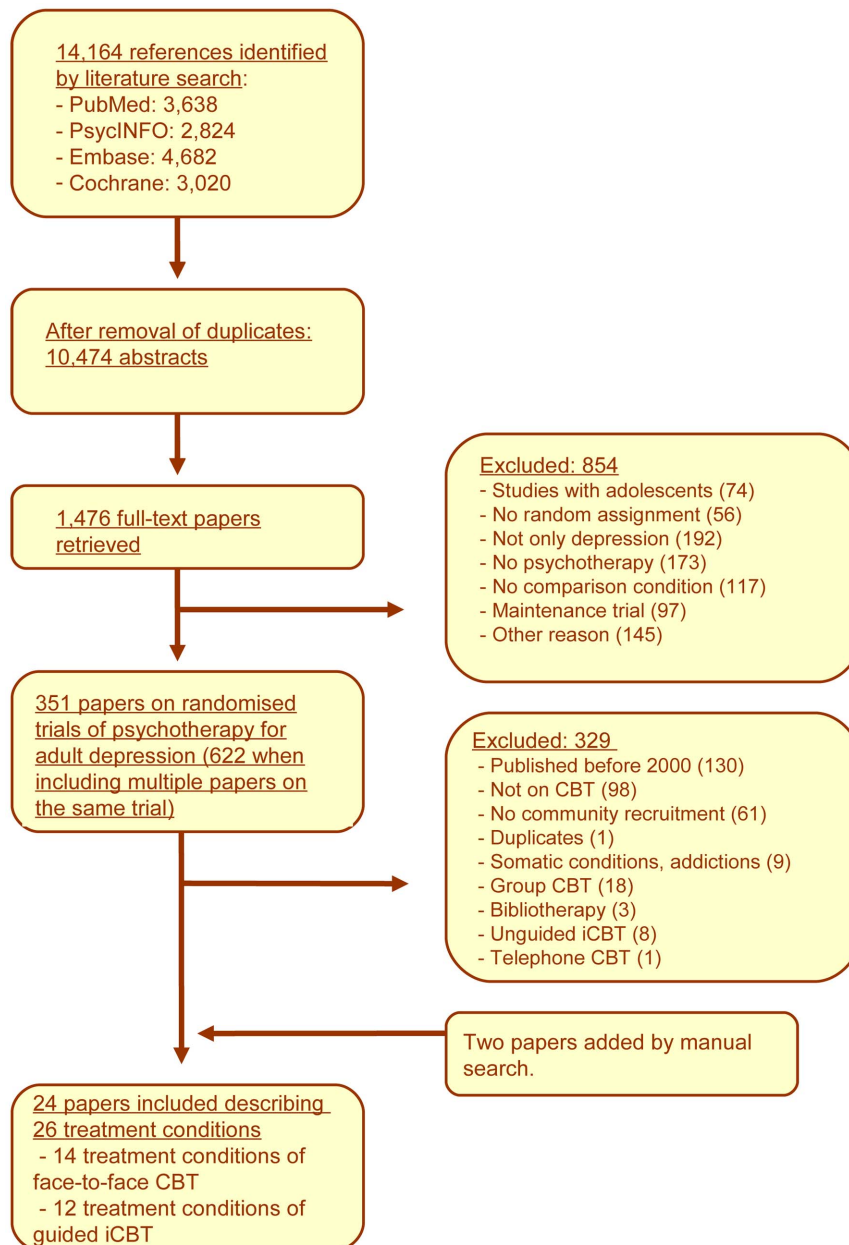 14,164 references identified
by literature search:
- PubMed: 3,638
- PsycINFO: 2,824
- Embase: 4,682
- Cochrane: 3,020
After removal of duplicates:
10,474 abstracts
1,476 full-text papers
retrieved
Excluded: 854
- Studies with adolescents (74)
- No random assignment (56)
- Not only depression (192)
- No psychotherapy (173)
- No comparison condition (117)
- Maintenance trial (97)
- Other reason (145)
351 papers on randomised
trials of psychotherapy for
adult depression (622 when
including multiple papers on
the same trial)
Excluded: 329
- Published before 2000 (130)
- Not on CBT (98)
- No community recruitment (61)
- Duplicates (1)
- Somatic conditions, addictions (9)
- Group CBT (18)
- Bibliotherapy (3)
- Unguided iCBT (8)
- Telephone CBT (1)
Two papers added by manual
search.
24 papers included describing
26 treatment conditions
- 14 treatment conditions of
face-to-face CBT
- 12 treatment conditions of
guided iCBT